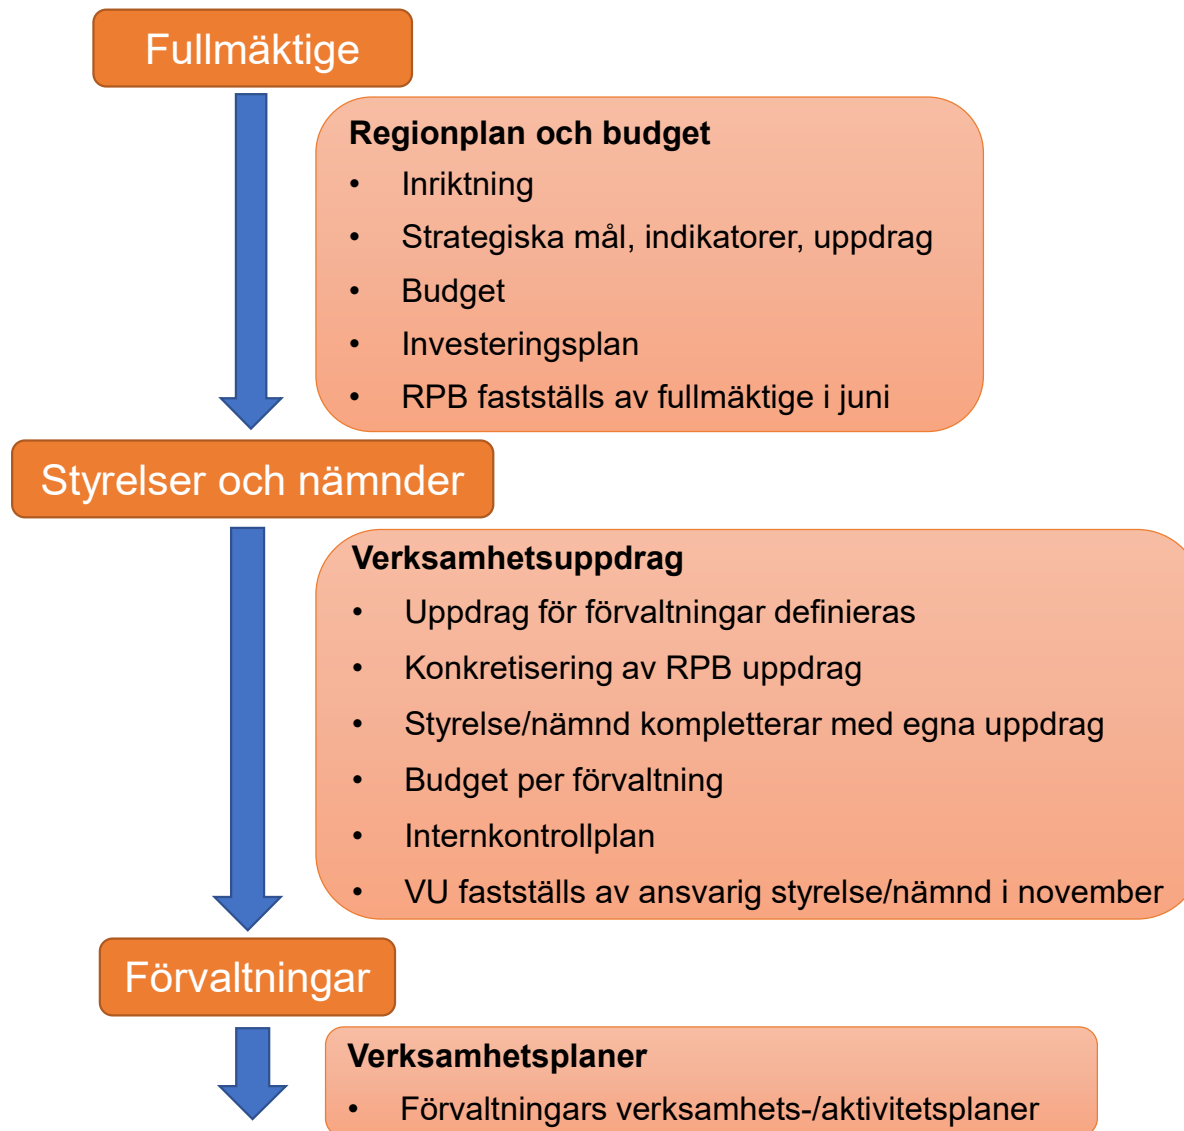 Fullmäktige
Regionplan och budget
• Inriktning
• Strategiska mål, indikatorer, uppdrag
• Budget
• Investeringsplan
• RPB fastställs av fullmäktige i juni
Styrelser och nämnder
Verksamhetsuppdrag
• Uppdrag för förvaltningar definieras
• Konkretisering av RPB uppdrag
• Styrelse/nämnd kompletterar med egna uppdrag
• Budget per förvaltning
• Internkontrollplan
• VU fastställs av ansvarig styrelse/nämnd i november
Förvaltningar
Verksamhetsplaner
• Förvaltningars verksamhets-/aktivitetsplaner